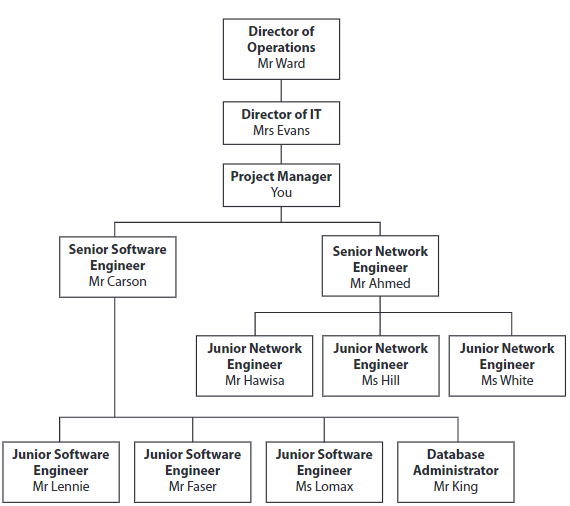 Director of
Operations
Mr Ward
Director of IT
Mrs Evans
Project Manager
You
Senior Software
Engineer
Mr Carson
Senior Network
Engineer
Mr Ahmed
Junior Network
Engineer
Mr Hawisa
Junior Network
Engineer
Ms Hill
Junior Network
Engineer
Ms White
Junior Software
Engineer
Mr Lennie
Junior Software
Engineer
Mr Faser
Junior Software
Engineer
Ms Lomax
Database
Administrator
Mr King